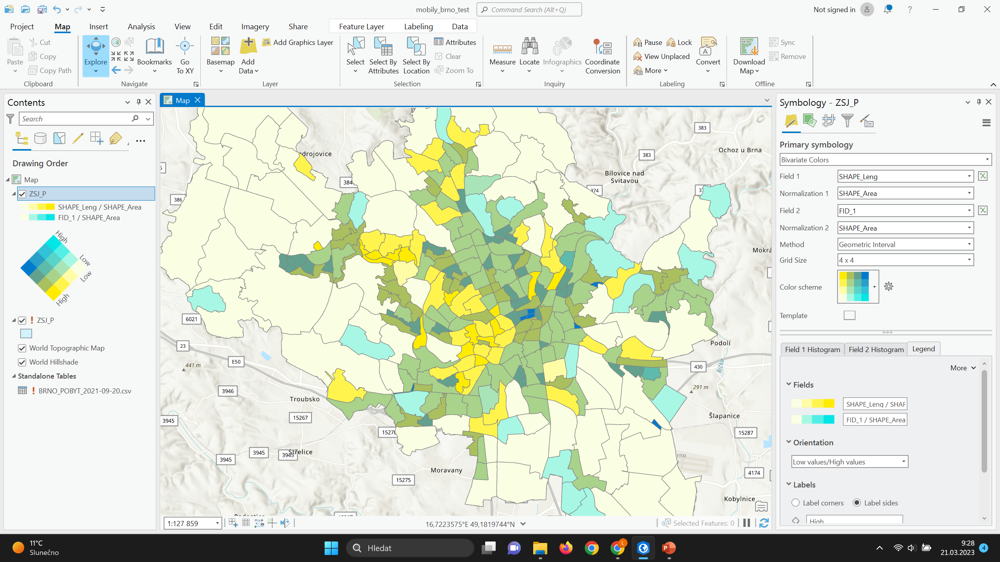 mobily_brno_test
Command Search (Alt+Q)
Not signed in
?
Project
Map
Insert
Analysis
View
Edit
Imagery
Share
Feature Layer
Labeling
Data
Paste
Cut
Copy
Copy Path
Clipboard
Explore
Bookmarks
Go
To XY
Navigate
Basemap
Add
Data
Add Graphics Layer
Layer
Select
Select By
Attributes
Select By
Location
Attributes
Clear
Zoom To
Selection
Measure
Locate
Infographics
Coordinate
Conversion
Inquiry
Pause
Lock
View Unplaced
More
Convert
Labeling
Download
Map
Sync
Remove
Offline
Contents
Search
Drawing Order
Map
ZSJ_P
SHAPE_Leng / SHAPE_Area
FID_1 / SHAPE_Area
High
Low
Low
High
ZSJ_P
World Topographic Map
World Hillshade
Standalone Tables
BRNO_POBYT_2021-09-20.csv
Map
383
Ochoz u Brna
zdrojovice
383
Bílovice nad
Svitavou
384
374
37
386
Mokrá
6021
23
E50
441 m
Podolí
Říčka
430
291 m
3946
Troubsko
15267
3945
Šlapanice
15270
15287
3945
3945
Střelice
3945
rno
Moravany
15275
4174
Kobylnice
1:127 859
16,7223575°E 49,1819744°N
Selected Features: 0
Symbology - ZSJ_P
Primary symbology
Bivariate Colors
Field 1
SHAPE_Leng
Normalization 1
SHAPE_Area
Field 2
FID_1
Normalization 2
SHAPE_Area
Method
Geometric Interval
Grid Size
4 x 4
Color scheme
Template
Field 1 Histogram
Field 2 Histogram
Legend
More
Fields
SHAPE_Leng / SHAP
FID_1 / SHAPE_Area
Orientation
Low values/High values
Labels
Label corners
Label sides
High
11°C
Slunečno
Hledat
L
P
9:28
21.03.2023
4